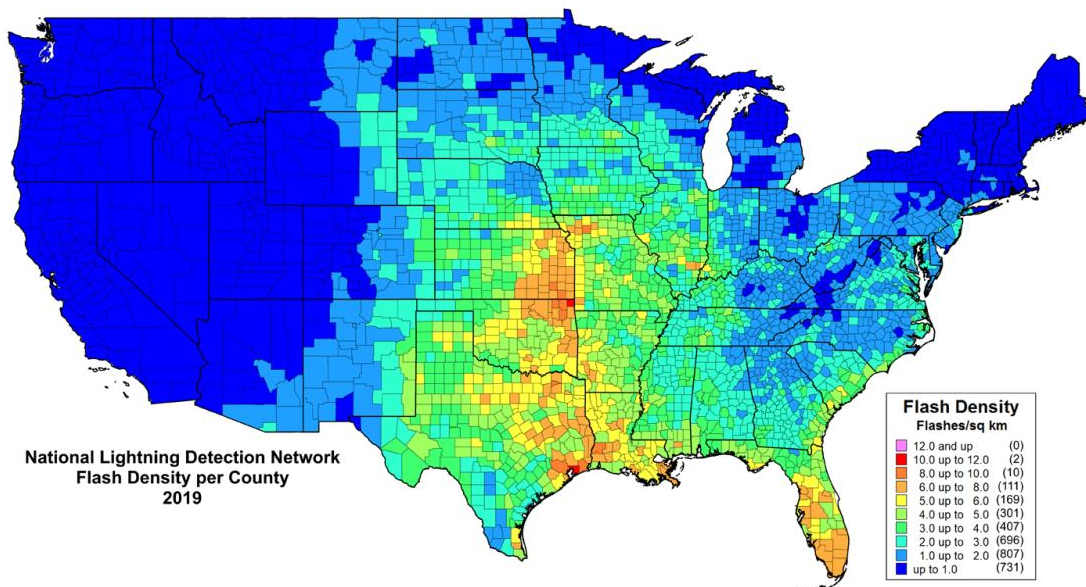 National Lightning Detection Network
Flash Density per County
2019
Flash Density
Flashes/sq km
12.0 and up (0)
10.0 up to 12.0 (2)
8.0 up to 10.0 (10)
6.0 up to 8.0 (111)
5.0 up to 6.0 (169)
4.0 up to 5.0 (301)
3.0 up to 4.0 (407)
2.0 up to 3.0 (696)
1.0 up to 2.0 (807)
up to 1.0 (731)